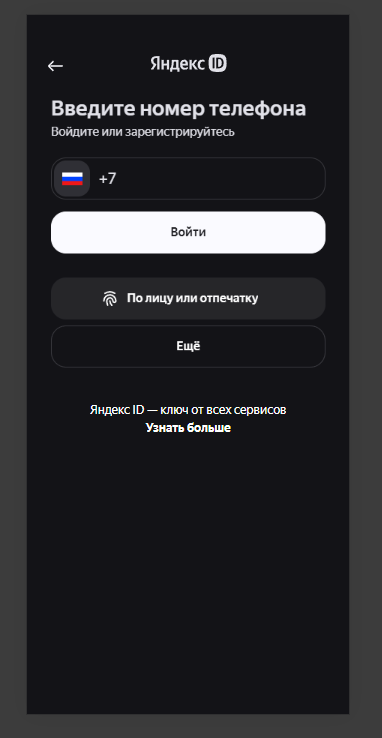 Яндекс ID
Введите номер телефона
Войдите или зарегистрируйтесь
+7
Войти
По лицу или отпечатку
Ещё
Яндекс ID — ключ от всех сервисов
Узнать больше